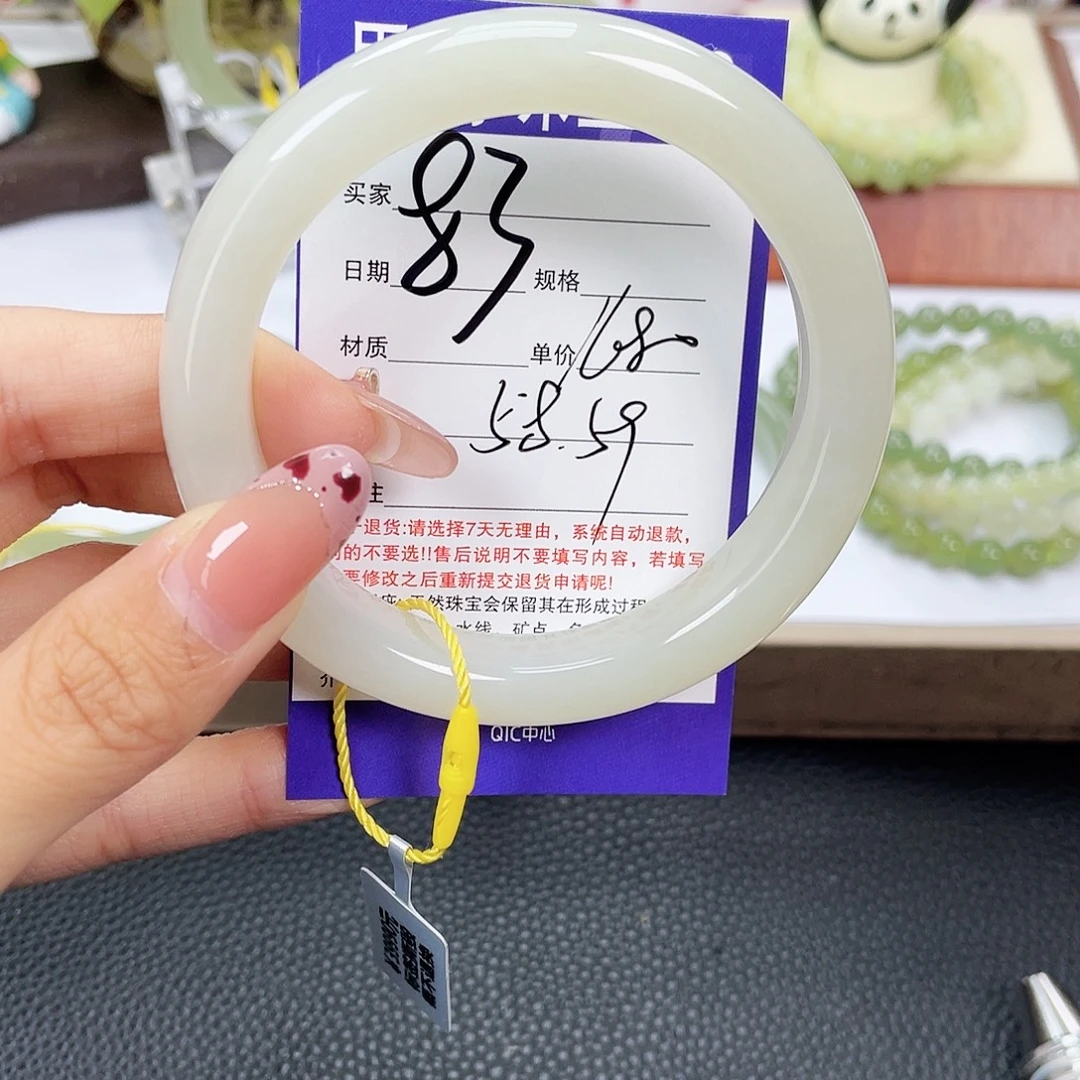 买家 83
日期 规格
材质 单价 168
58.59
主
退货:请选择7天无理由，系统自动退款，
的不要选!!售后说明不要填写内容，若填写
要修改之后重新提交退货申请呢!
天然珠宝会保留其在形成过程
水线、矿点、
介
QIC中心